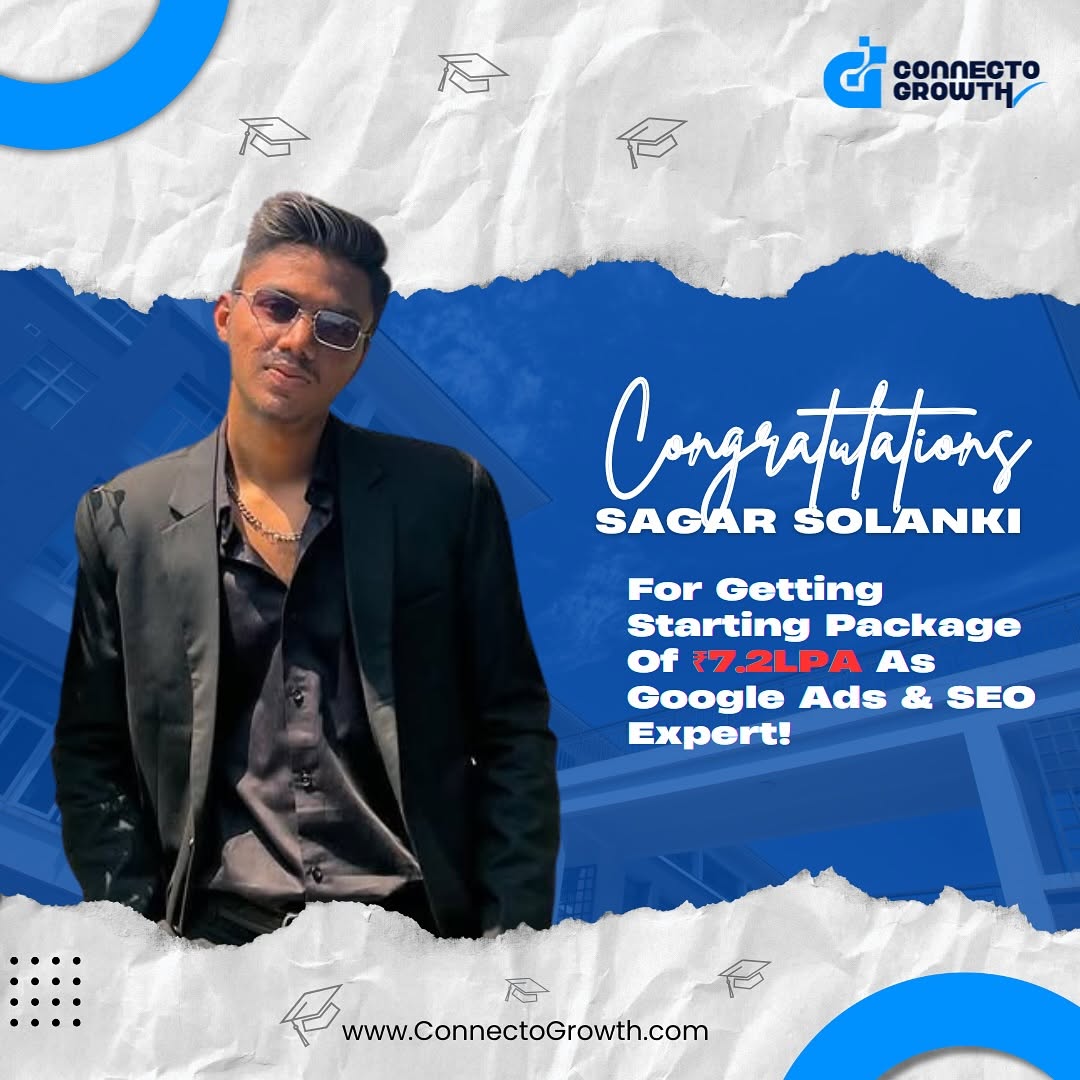 CONNECTO
GROWTH
Congratulations
SAGAR SOLANKI
For Getting
Starting Package
Of ₹7.2LPA As
Google Ads & SEO
Expert!
www.ConnectoGrowth.com